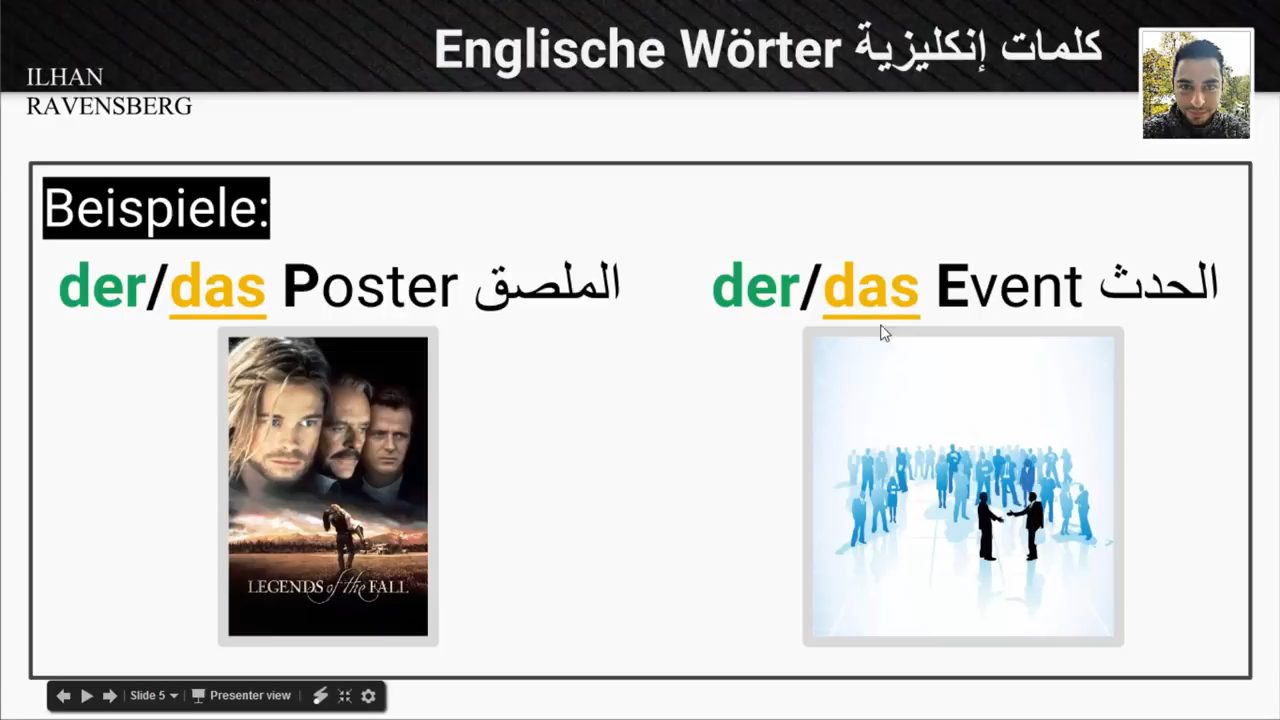 Englische Wörter كلمات إنكليزية
ILHAN
RAVENSBERG
Beispiele:
der/das Poster الملصق
der/das Event الحدث
LEGENDS of the FALL
Slide 5
Presenter view